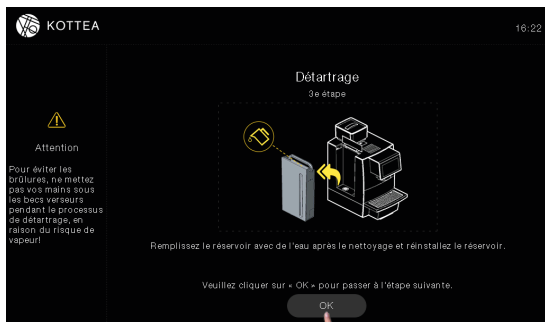 KOTTEA
16:22
Détartrage
3e étape
Attention
Pour éviter les
brûlures, ne mettez
pas vos mains sous
les becs verseurs
pendant le processus
de détartrage, en
raison du risque de
vapeur!
Remplissez le réservoir avec de l'eau après le nettoyage et réinstallez le réservoir.
Veuillez cliquer sur « OK » pour passer à l'étape suivante.
OK